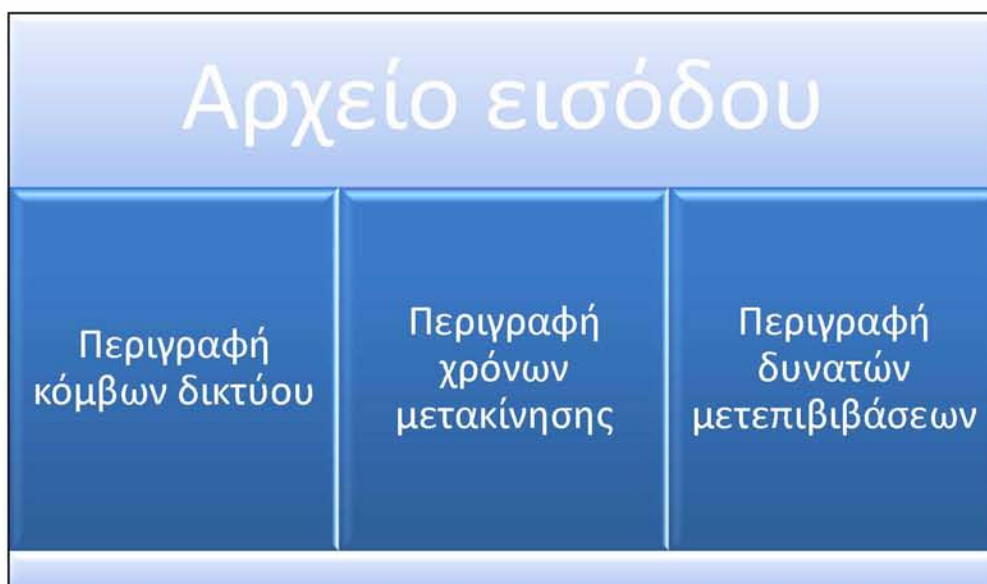 Αρχείο εισόδου
Περιγραφή
κόμβων δικτύου
Περιγραφή
χρόνων
μετακίνησης
Περιγραφή
δυνατών
μετεπιβιβάσεων